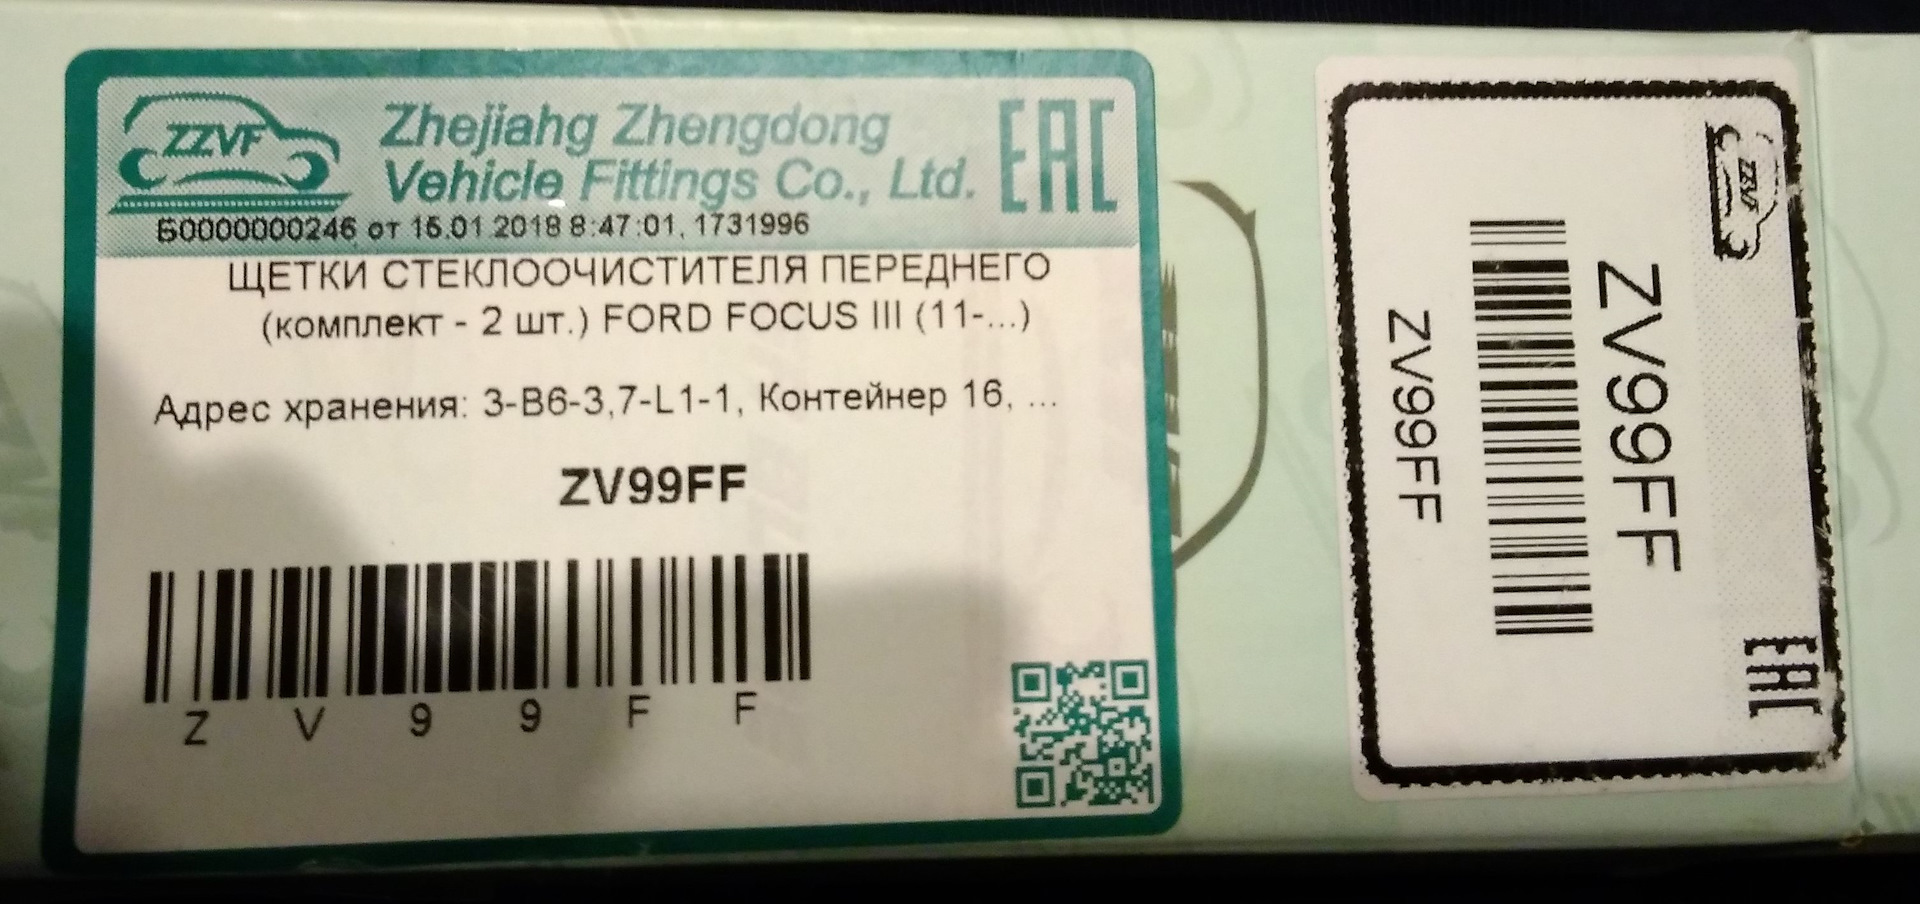 ZZVF
Zhejiahg Zhengdong
Vehicle Fittings Co., Ltd.
EAC
Б0000000246 от 15.01 2018 8:47:01, 1731996
ЩЕТКИ СТЕКЛООЧИСТИТЕЛЯ ПЕРЕДНЕГО
(комплект - 2 шт.) FORD FOCUS III (11-...)
Адрес хранения: 3-B6-3,7-L1-1, Контейнер 16, ...
ZV99FF
Z V 9 9 F F
ZZVF
EAC
ZV99FF
ZV99FF